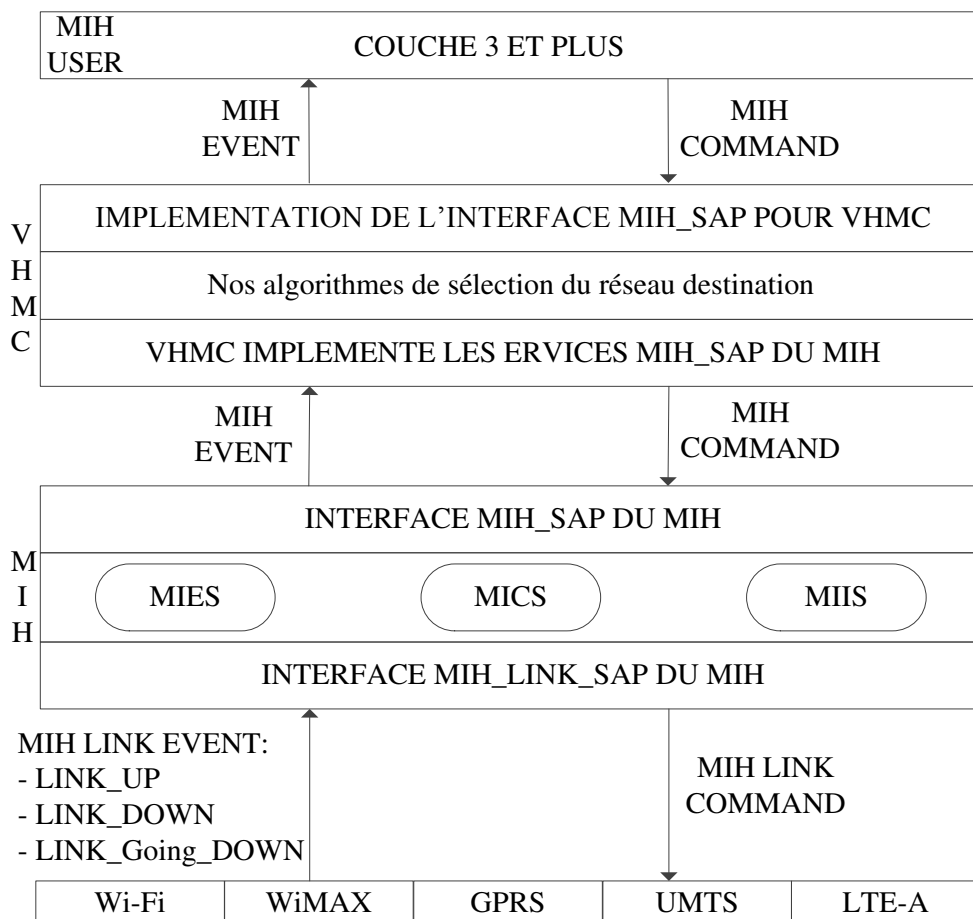 MIH
USER
COUCHE 3 ET PLUS
MIH
EVENT
MIH
COMMAND
V
H
M
C
IMPLEMENTATION DE L'INTERFACE MIH_SAP POUR VHMC
Nos algorithmes de sélection du réseau destination
VHMC IMPLEMENTE LES ERVICES MIH_SAP DU MIH
MIH
EVENT
MIH
COMMAND
M
I
H
INTERFACE MIH_SAP DU MIH
MIES
MICS
MIIS
INTERFACE MIH_LINK_SAP DU MIH
MIH LINK EVENT:
- LINK_UP
- LINK_DOWN
- LINK_Going_DOWN
MIH LINK
COMMAND
Wi-Fi
WiMAX
GPRS
UMTS
LTE-A